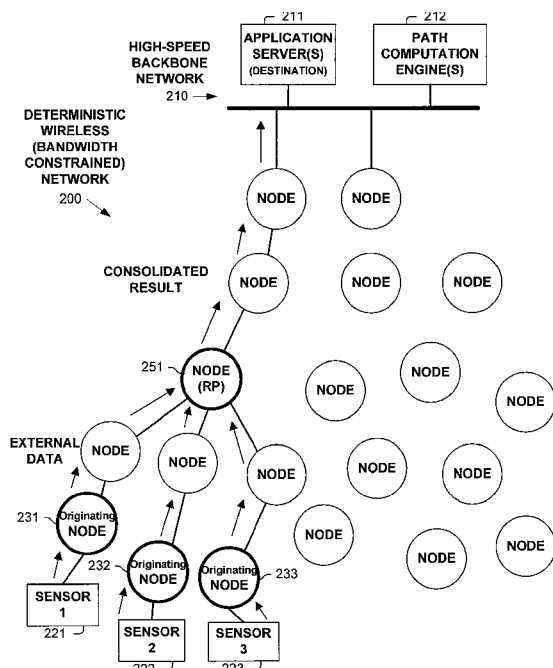 211
212
HIGH-SPEED
BACKBONE
NETWORK
210
APPLICATION
SERVER(S)
(DESTINATION)
PATH
COMPUTATION
ENGINE(S)
DETERMINISTIC
WIRELESS
(BANDWIDTH
CONSTRAINED)
NETWORK
200
NODE
NODE
CONSOLIDATED
RESULT
NODE
NODE
NODE
251
NODE
(RP)
NODE
NODE
NODE
EXTERNAL
DATA
NODE
NODE
NODE
NODE
NODE
231
Originating
NODE
232
Originating
NODE
Originating
NODE
233
NODE
NODE
NODE
SENSOR
1
221
SENSOR
2
222
SENSOR
3
223